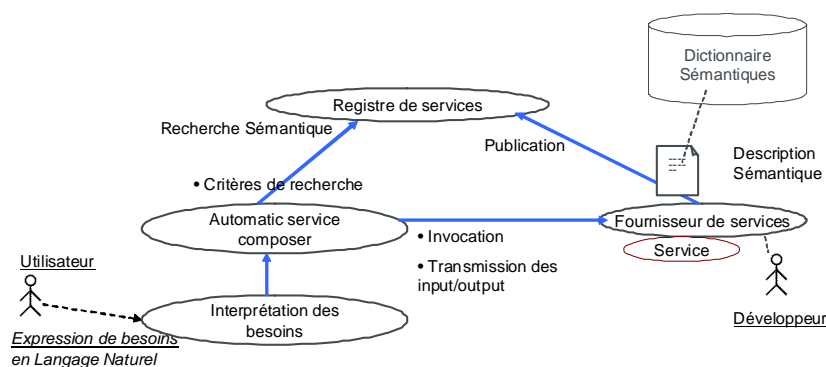 Dictionnaire
Sémantiques
Registre de services
Recherche Sémantique
Publication
Description
Sémantique
• Critères de recherche
Automatic service
composer
Fournisseur de services
• Invocation
Service
• Transmission des
input/output
Utilisateur
Interprétation des
besoins
Développeur
Expression de besoins
en Langage Naturel